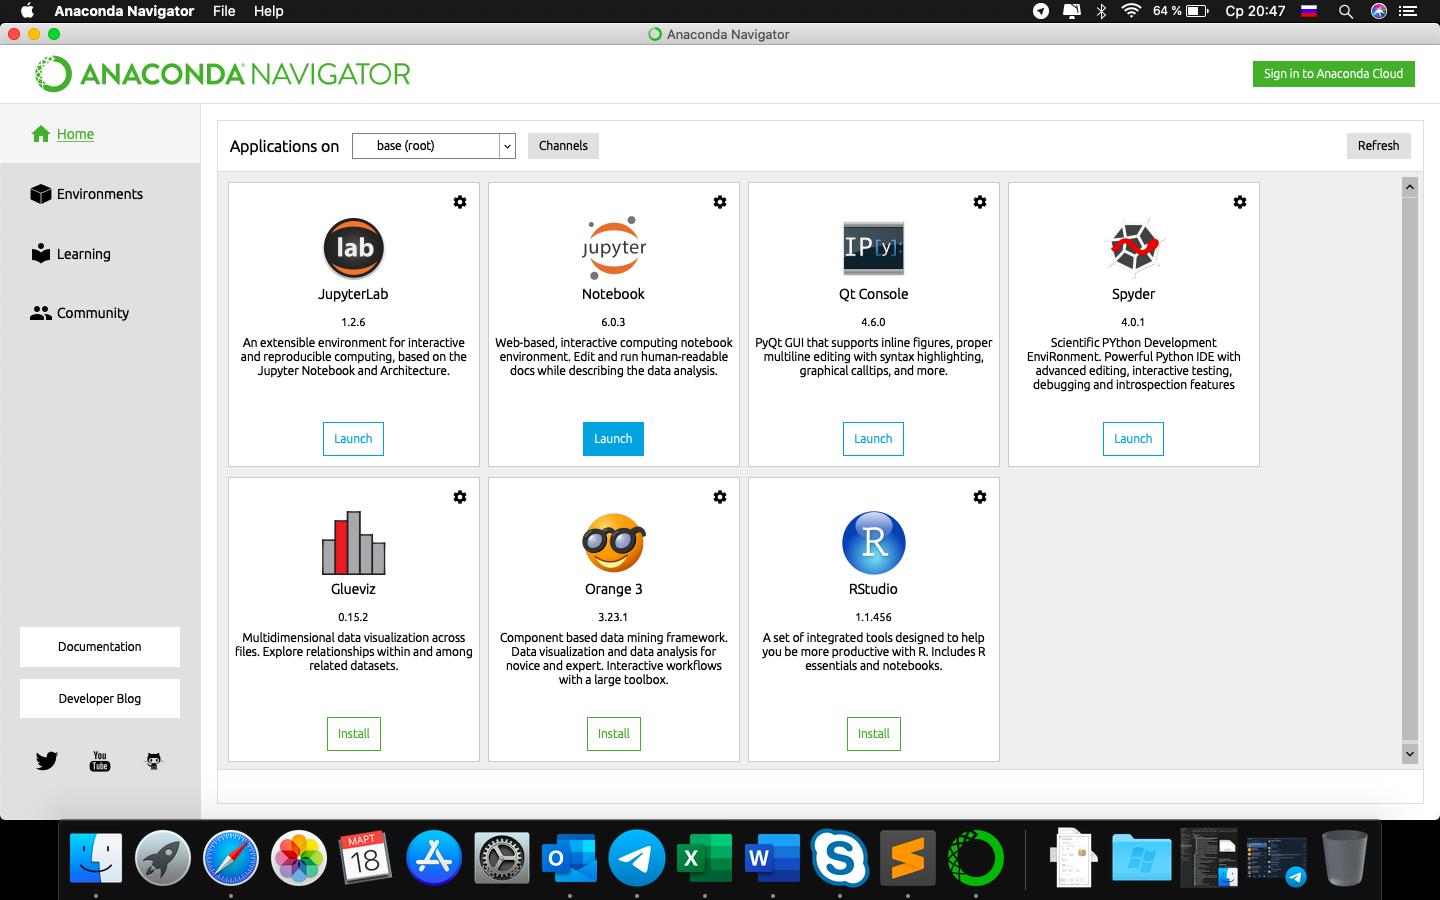 Anaconda Navigator File Help
64 % Ср 20:47
Anaconda Navigator
ANACONDA NAVIGATOR
Sign in to Anaconda Cloud
Home
Environments
Learning
Community
Documentation
Developer Blog
You
Tube
Applications on
base (root)
Channels
Refresh
lab
JupyterLab
1.2.6
An extensible environment for interactive
and reproducible computing, based on the
Jupyter Notebook and Architecture.
Launch
jupyter
Notebook
6.0.3
Web-based, interactive computing notebook
environment. Edit and run human-readable
docs while describing the data analysis.
Launch
IP[y]:
Qt Console
4.6.0
PyQt GUI that supports inline figures, proper
multiline editing with syntax highlighting,
graphical calltips, and more.
Launch
Spyder
4.0.1
Scientific PYthon Development
EnviRonment. Powerful Python IDE with
advanced editing, interactive testing,
debugging and introspection features
Launch
Glueviz
0.15.2
Multidimensional data visualization across
files. Explore relationships within and among
related datasets.
Install
Orange 3
3.23.1
Component based data mining framework.
Data visualization and data analysis for
novice and expert. Interactive workflows
with a large toolbox.
Install
R
RStudio
1.1.456
A set of integrated tools designed to help
you be more productive with R. Includes R
essentials and notebooks.
Install
МАРТ
18
O
X
W
S
S